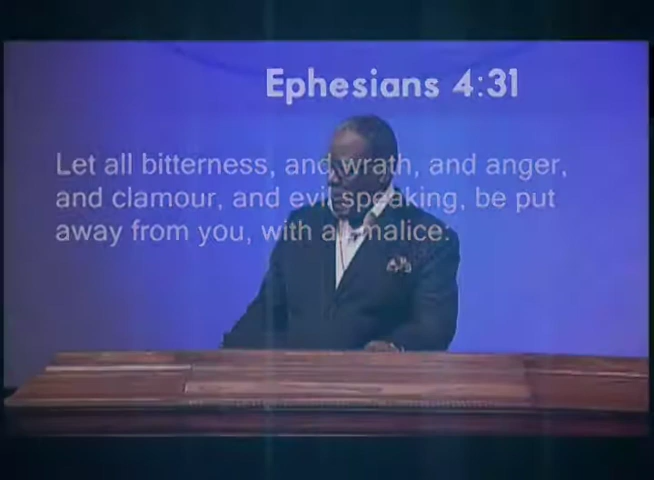 Ephesians 4:31
Let all bitterness, and wrath, and anger,
and clamour, and evil speaking, be put
away from you, with all malice.